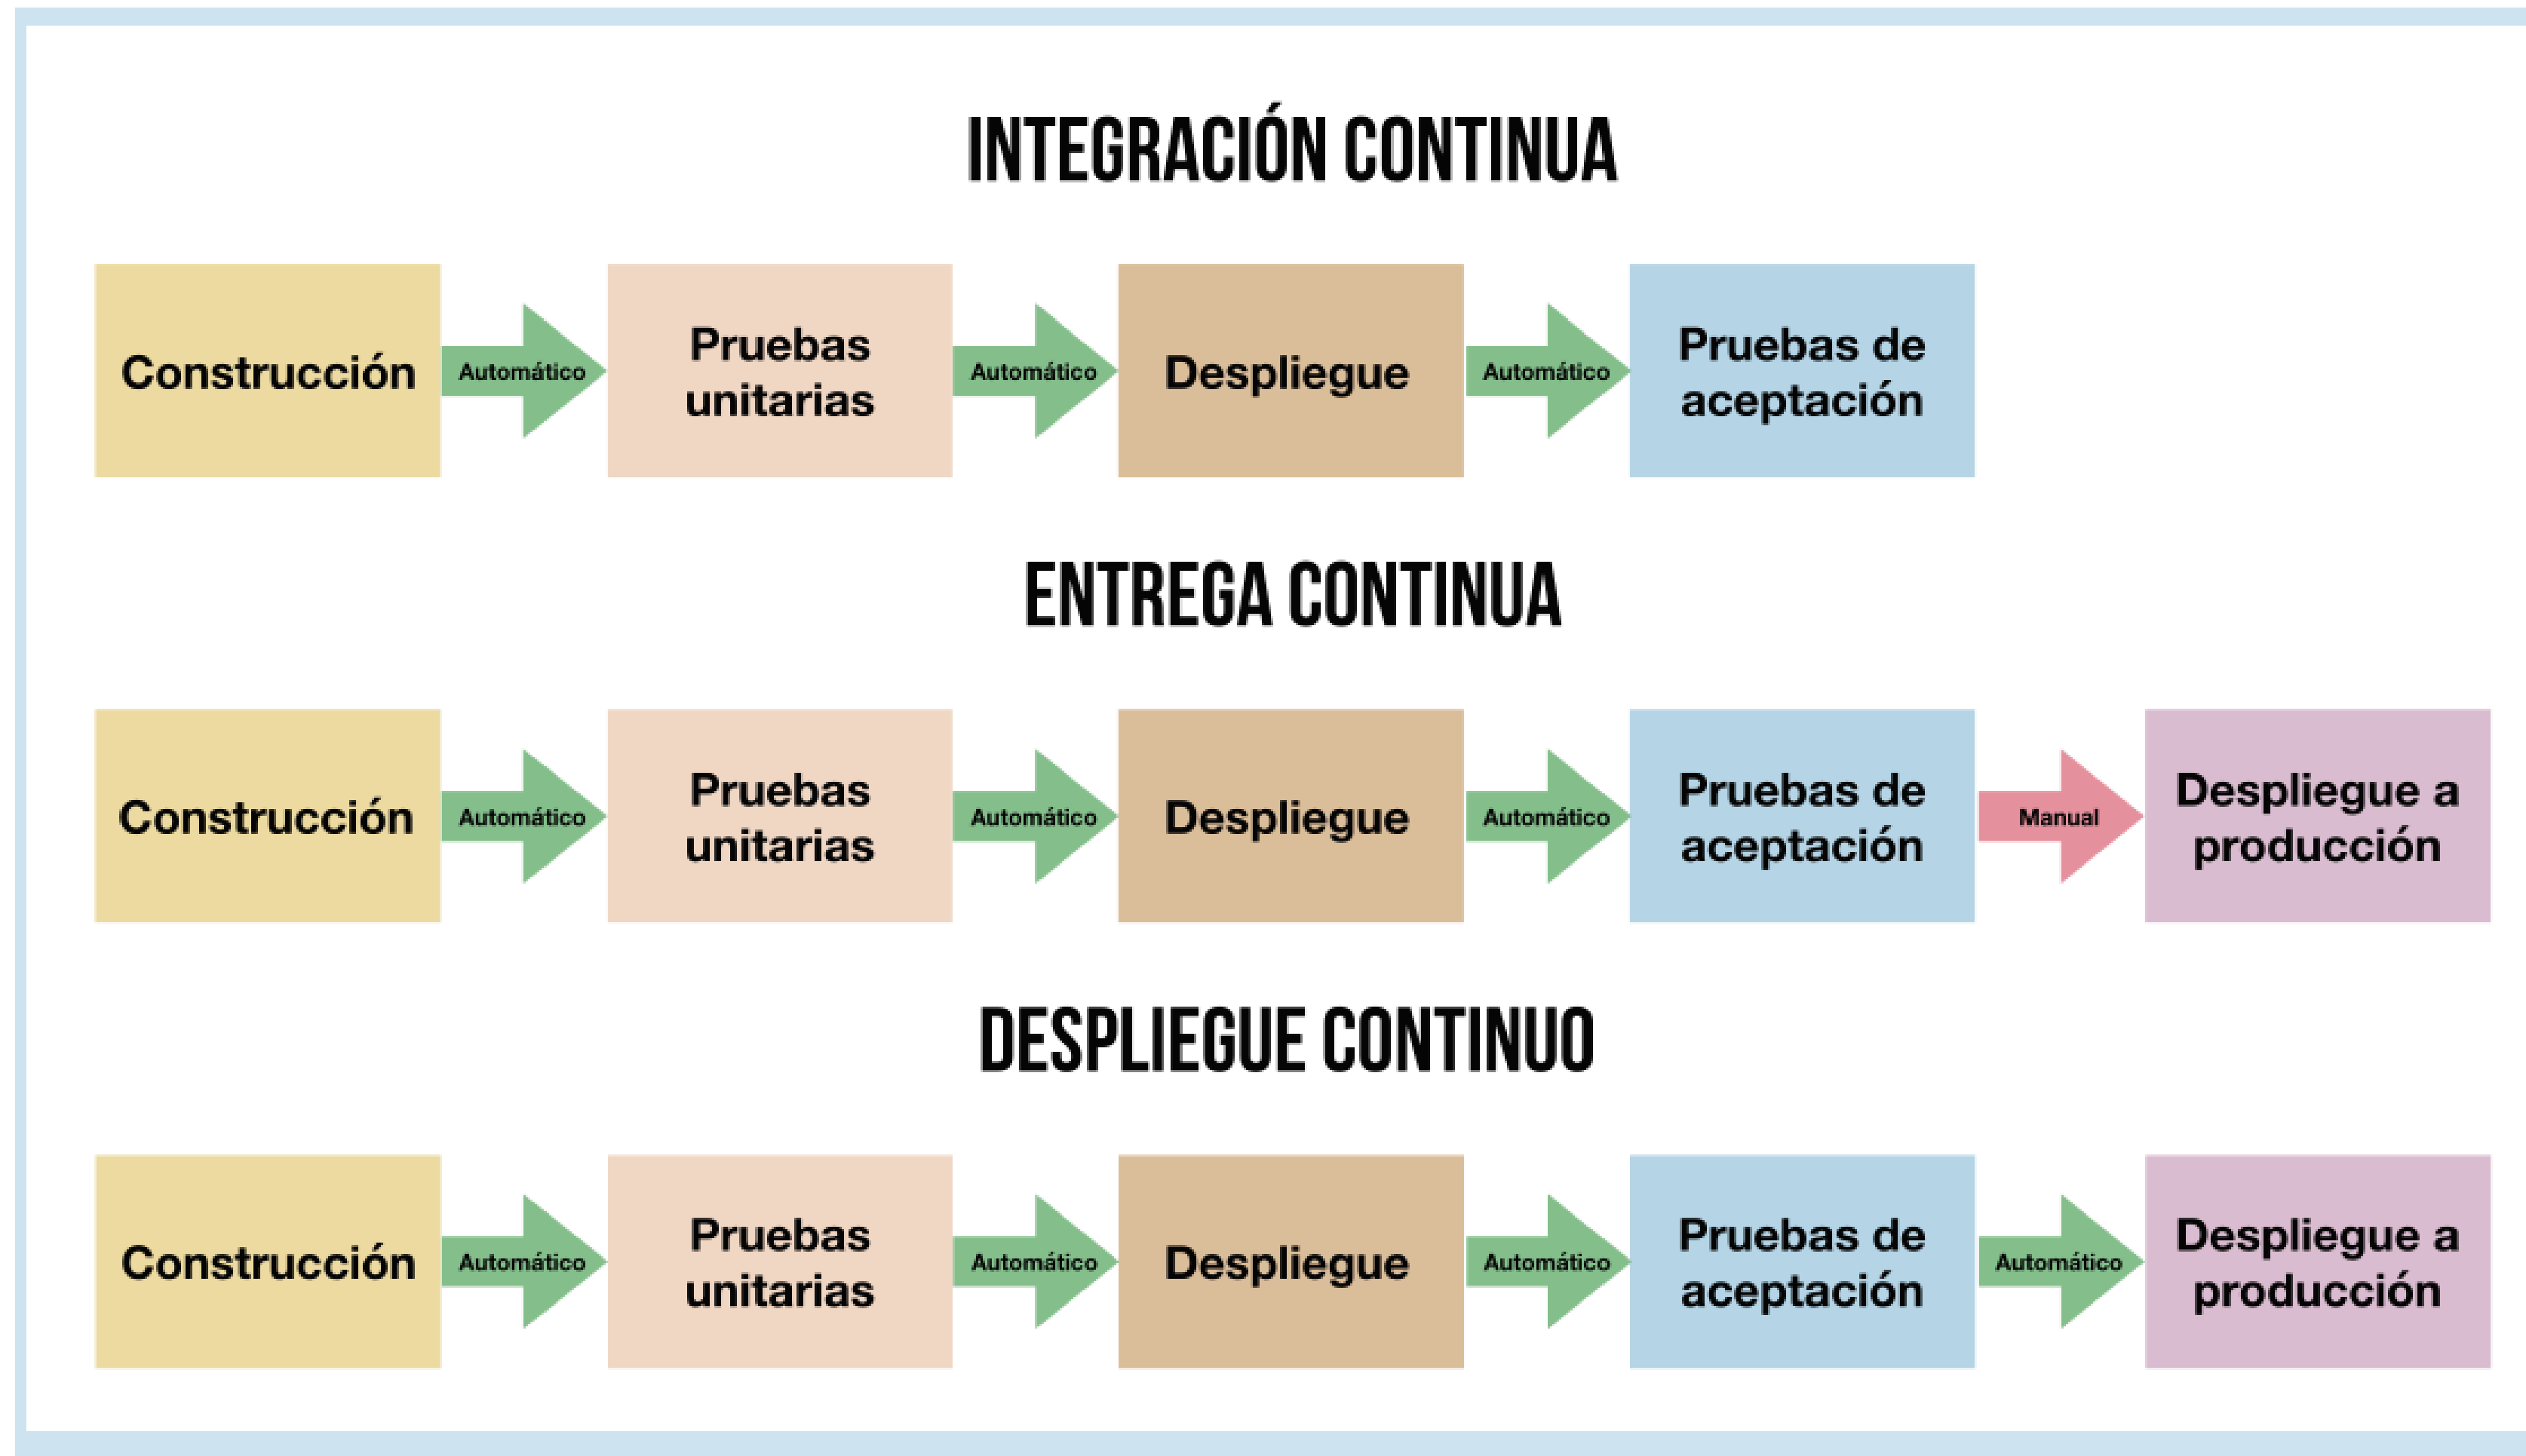 INTEGRACIÓN CONTINUA
Construcción
Automático
Pruebas
unitarias
Automático
Despliegue
Automático
Pruebas de
aceptación
ENTREGA CONTINUA
Construcción
Automático
Pruebas
unitarias
Automático
Despliegue
Automático
Pruebas de
aceptación
Manual
Despliegue a
producción
DESPLIEGUE CONTINUO
Construcción
Automático
Pruebas
unitarias
Automático
Despliegue
Automático
Pruebas de
aceptación
Automático
Despliegue a
producción